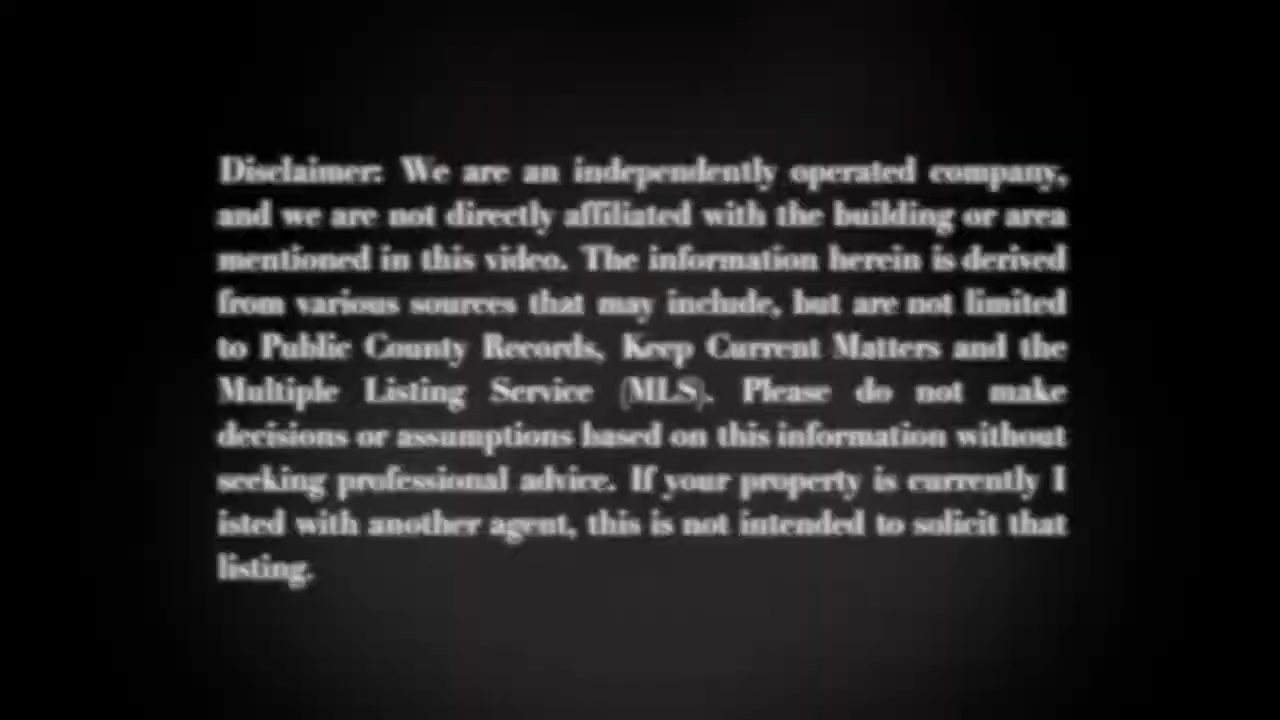 Disclaimer: We are an independently operated company,
and we are not directly affiliated with the building or area
mentioned in this video. The information herein is derived
from various sources that may include, but are not limited
to Public County Records, Keep Current Matters and the
Multiple Listing Service (MLS). Please do not make
decisions or assumptions based on this information without
seeking professional advice. If your property is currently l
isted with another agent, this is not intended to solicit that
listing.